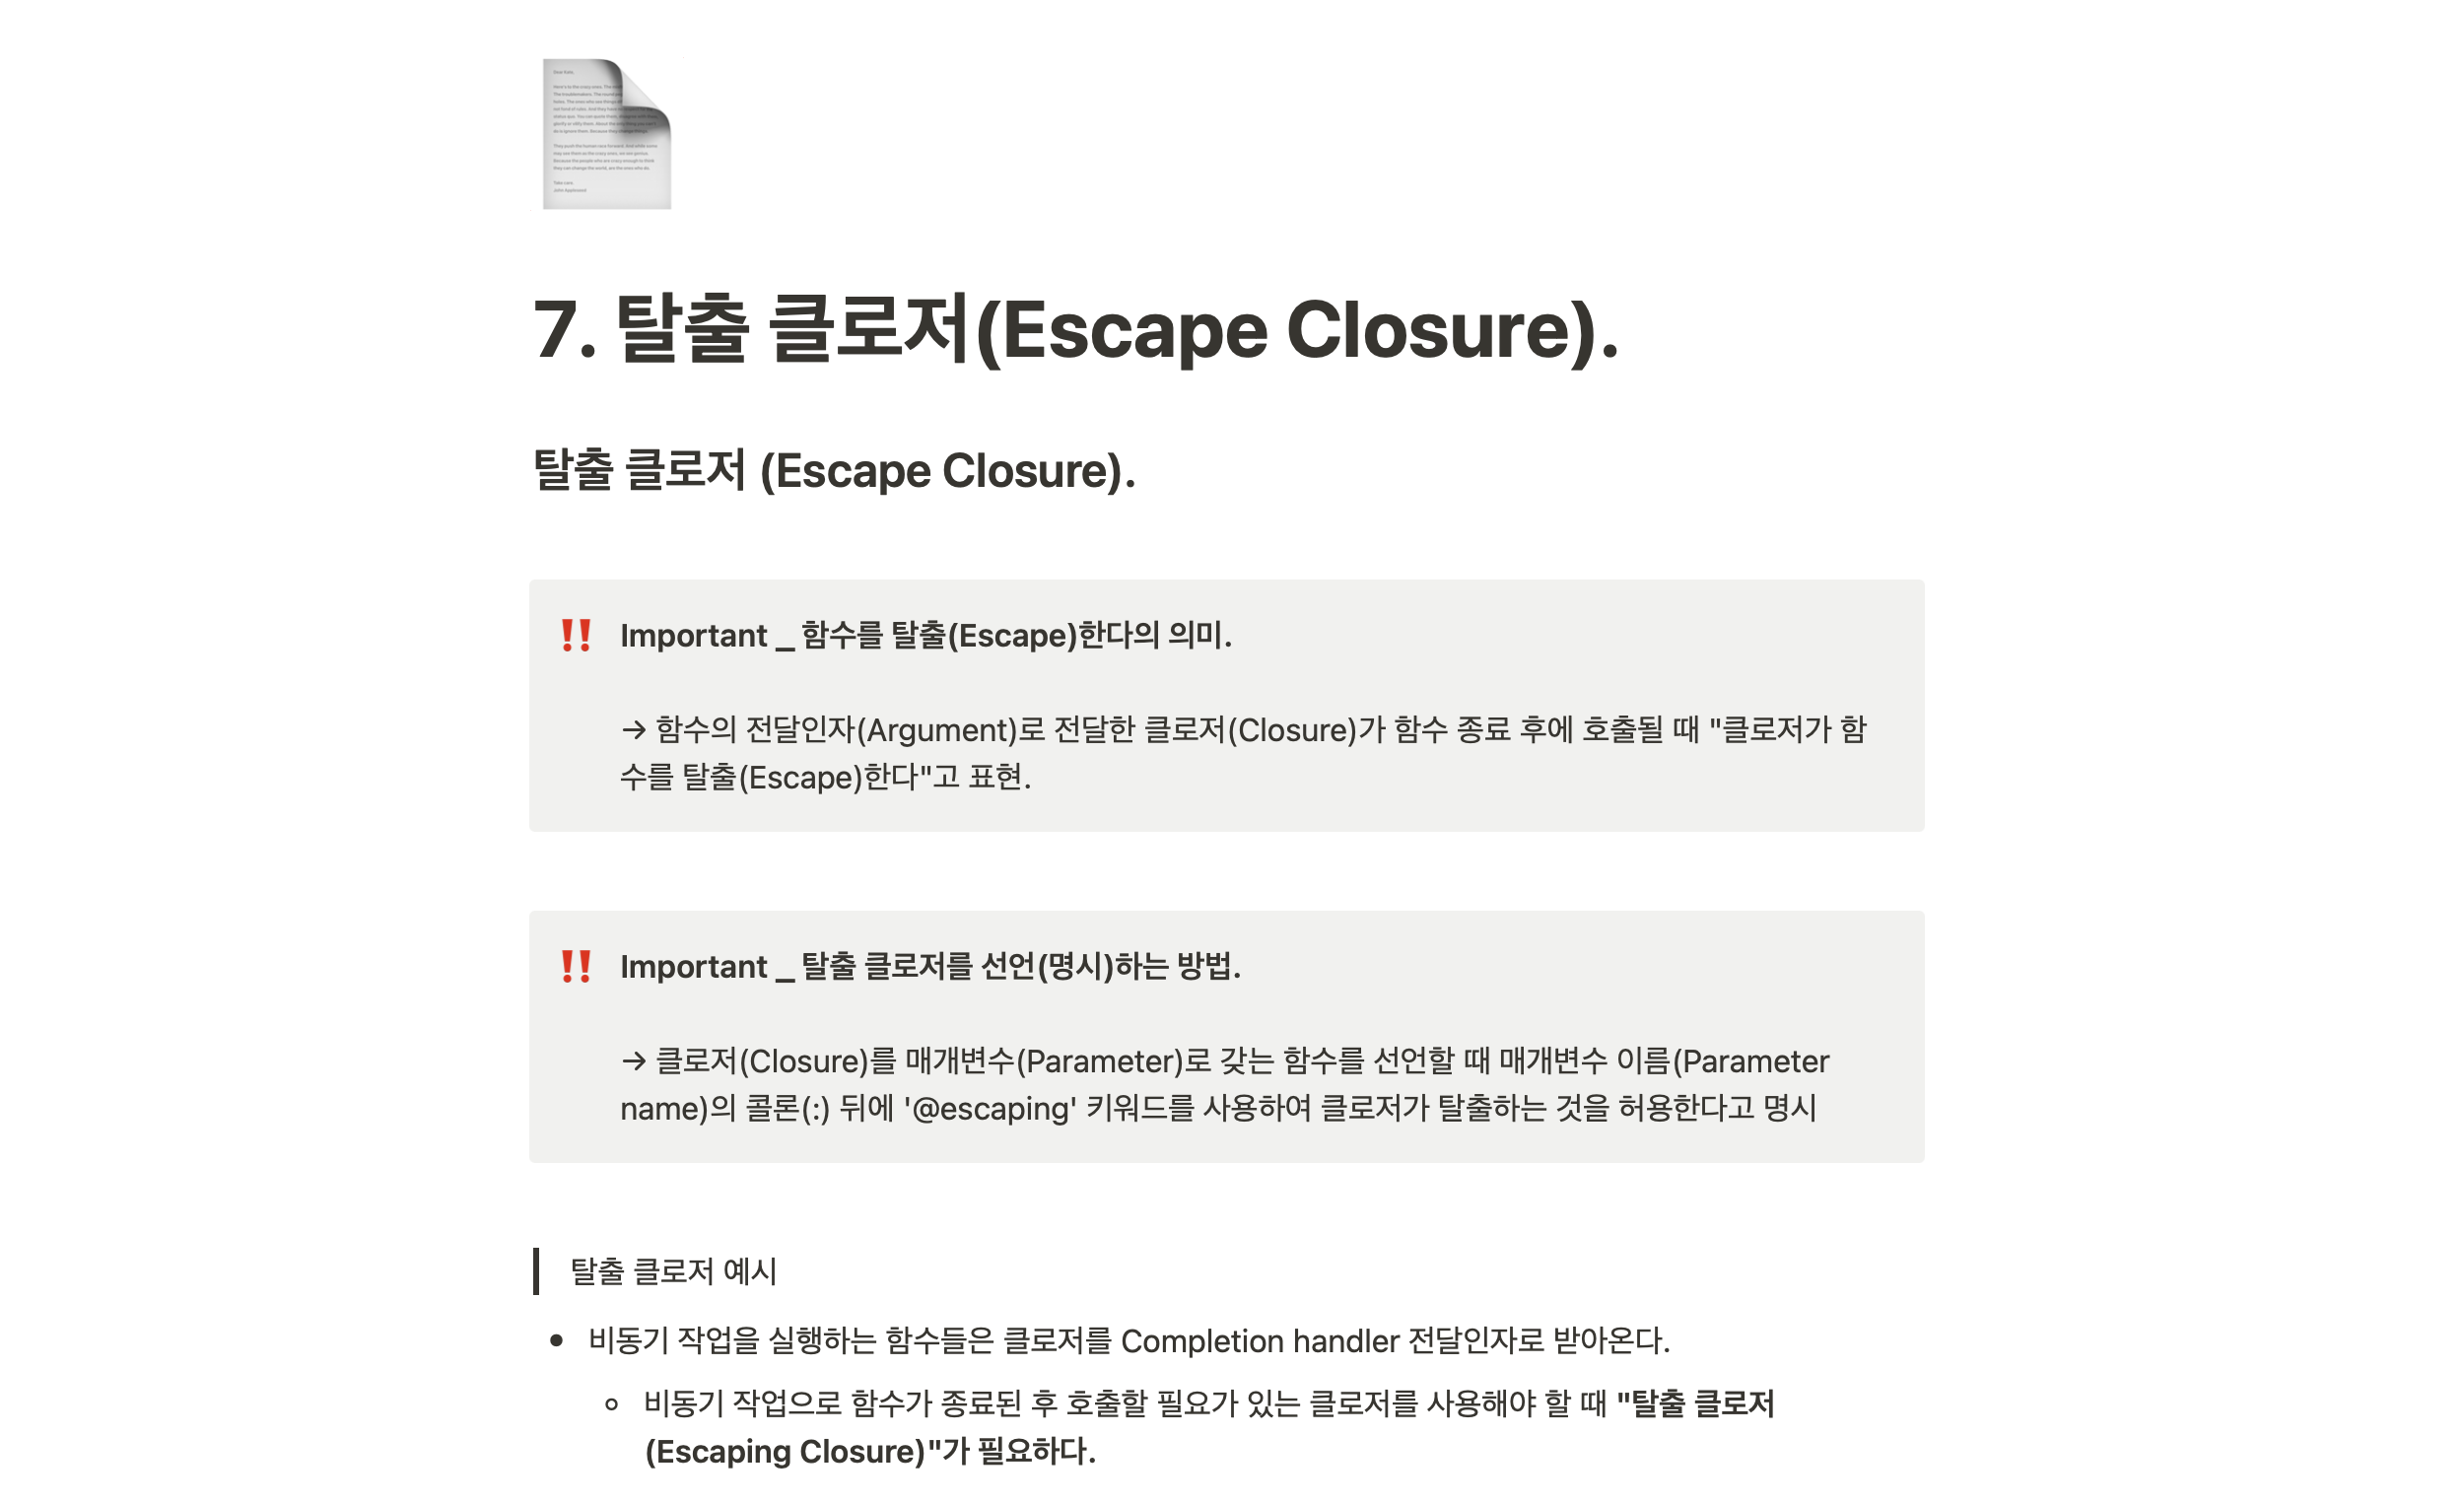 7. 탈출 클로저(Escape Closure).
탈출 클로저 (Escape Closure).
‼️ Important _ 함수를 탈출(Escape)한다의 의미.
→ 함수의 전달인자(Argument)로 전달한 클로저(Closure)가 함수 종료 후에 호출될 때 "클로저가 함
수를 탈출(Escape)한다"고 표현.
‼️ Important _ 탈출 클로저를 선언(명시)하는 방법.
→ 클로저(Closure)를 매개변수(Parameter)로 갖는 함수를 선언할 때 매개변수 이름(Parameter
name)의 콜론(:) 뒤에 '@escaping' 키워드를 사용하여 클로저가 탈출하는 것을 허용한다고 명시
탈출 클로저 예시
• 비동기 작업을 실행하는 함수들은 클로저를 Completion handler 전달인자로 받아온다.
◦ 비동기 작업으로 함수가 종료된 후 호출할 필요가 있는 클로저를 사용해야 할 때 "탈출 클로저
(Escaping Closure)"가 필요하다.